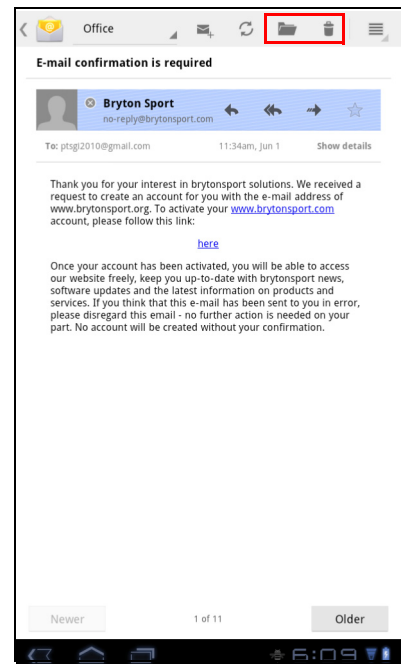 Office
E-mail confirmation is required
Bryton Sport
no-reply@brytonsport.com
To: ptsgi2010@gmail.com 11:34am, Jun 1 Show details
Thank you for your interest in brytonsport solutions. We received a
request to create an account for you with the e-mail address of
www.brytonsport.org. To activate your www.brytonsport.com
account, please follow this link:
here
Once your account has been activated, you will be able to access
our website freely, keep you up-to-date with brytonsport news,
software updates and the latest information on products and
services. If you think that this e-mail has been sent to you in error,
please disregard this email - no further action is needed on your
part. No account will be created without your confirmation.
Newer 1 of 11 Older
6:09